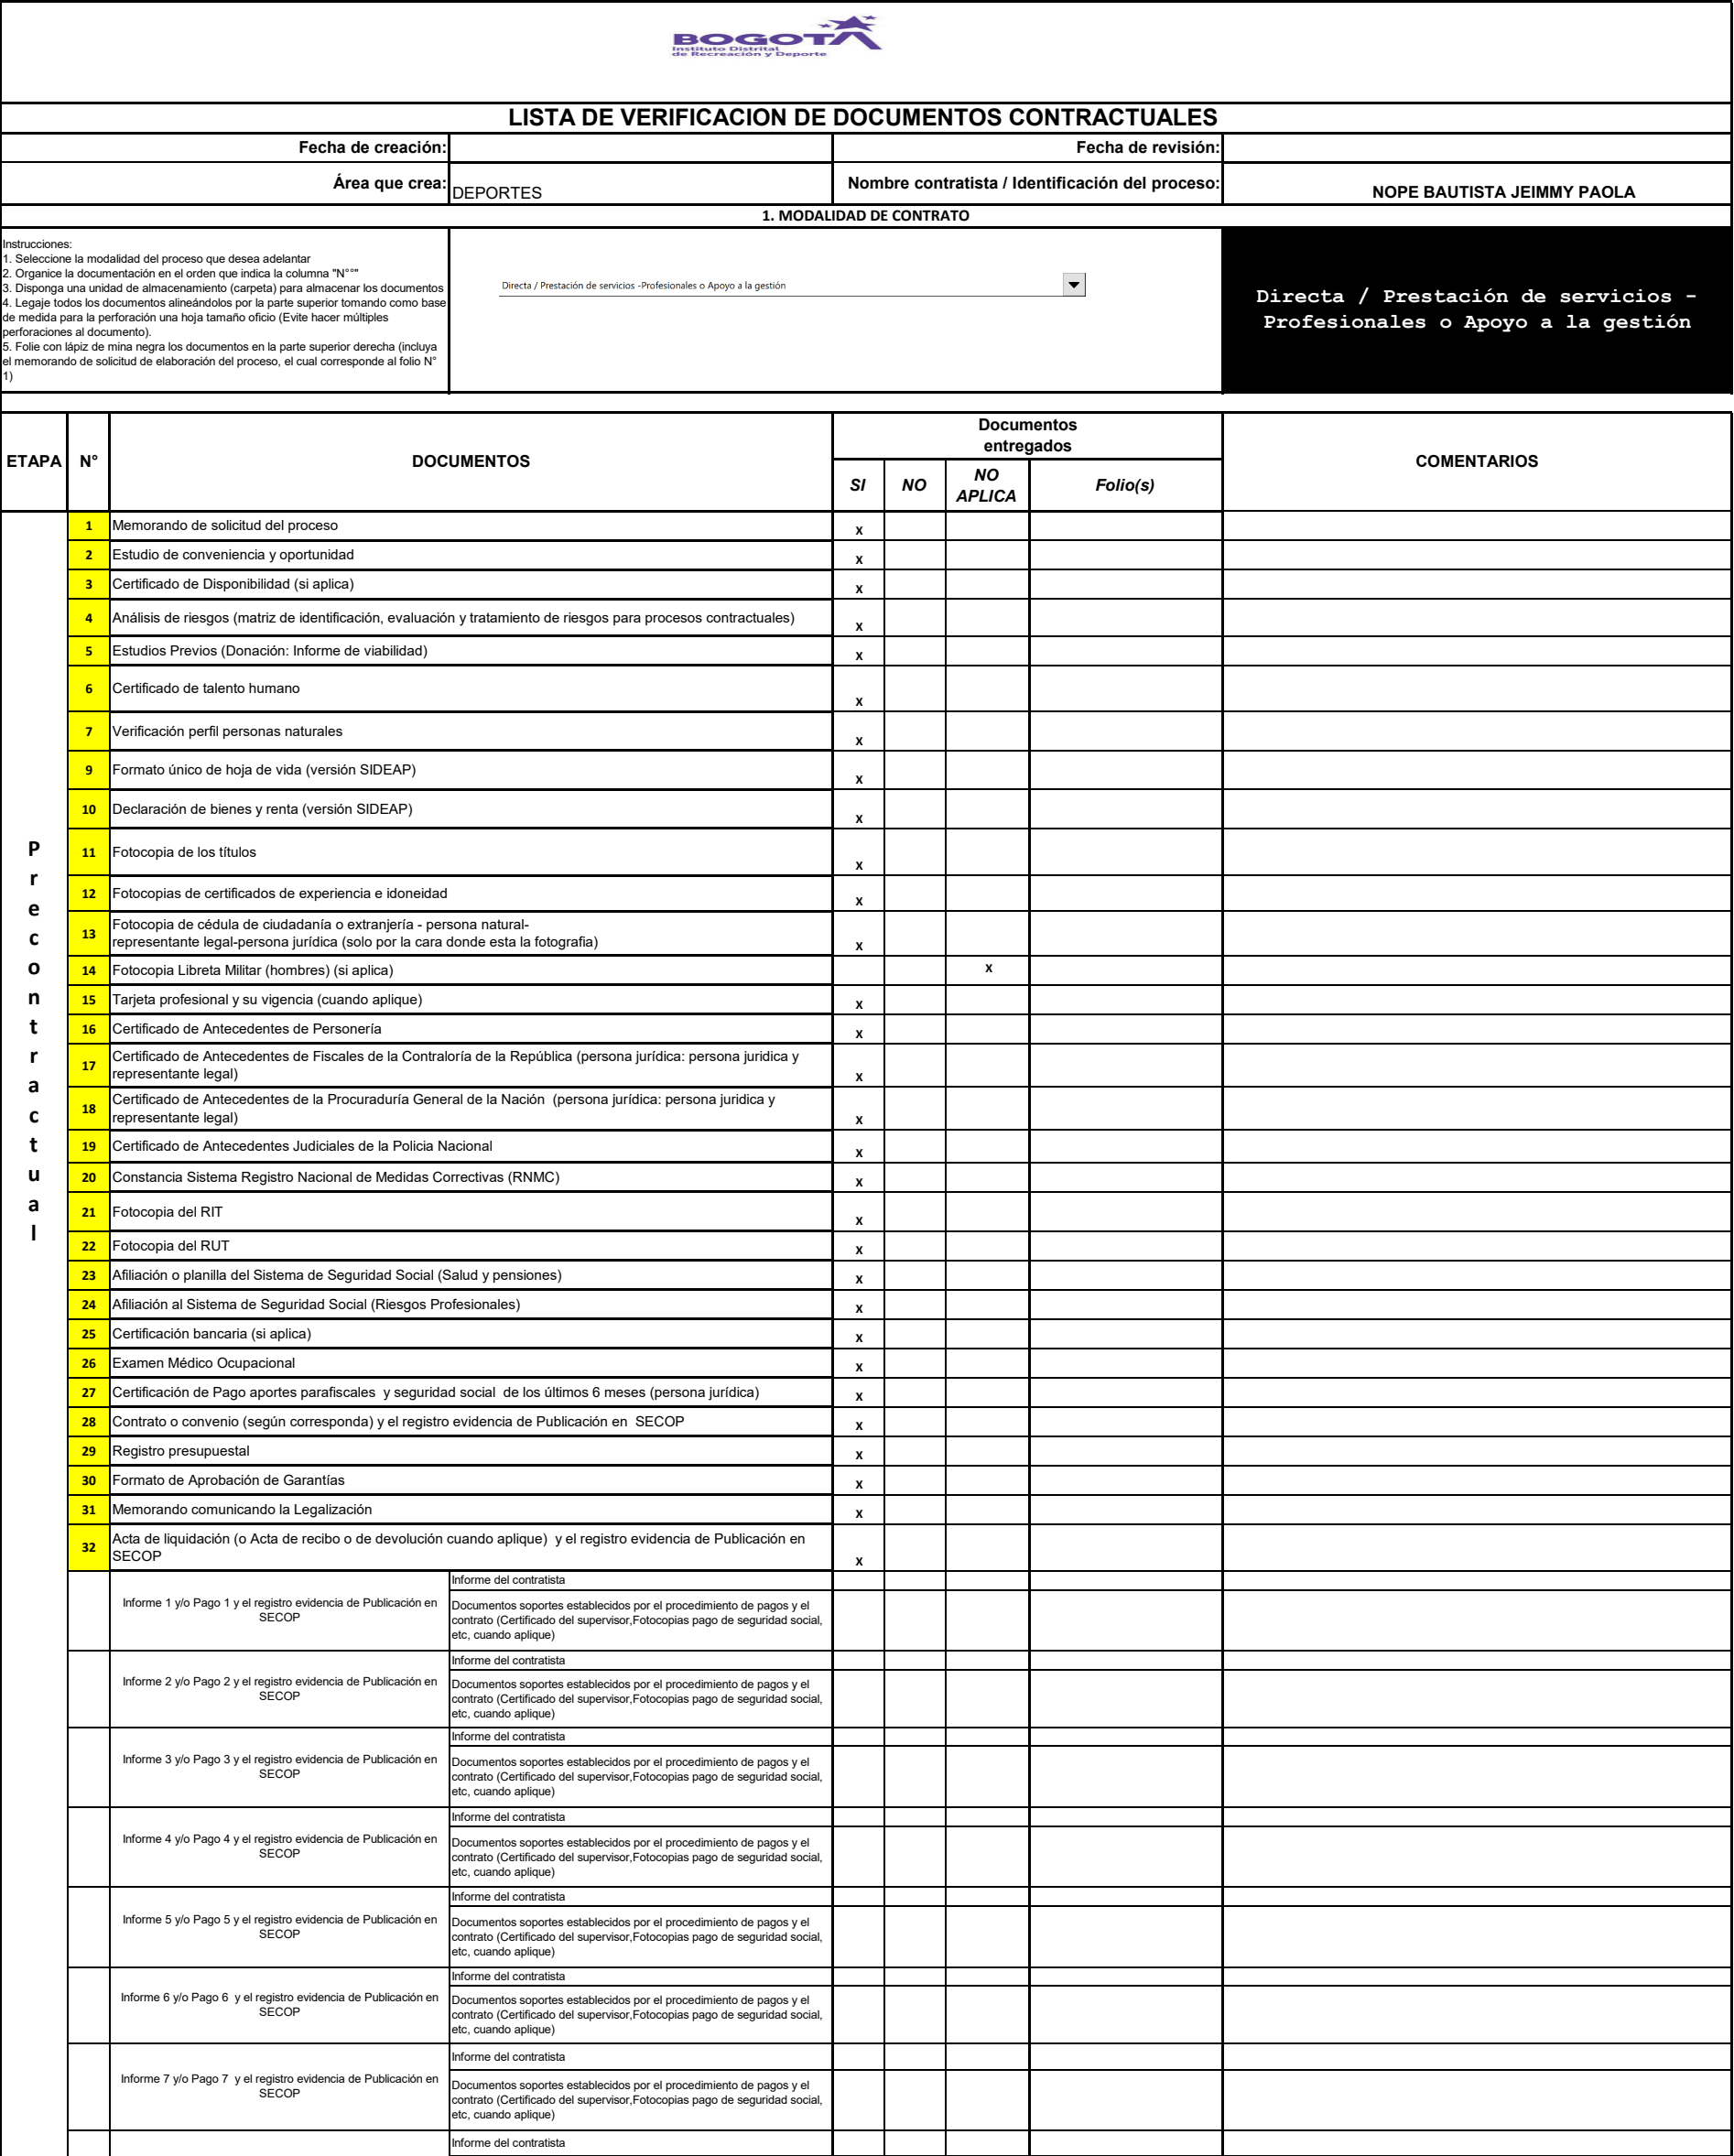 BOGOTA
Instituto Distrital
de Recreación y Deporte
LISTA DE VERIFICACION DE DOCUMENTOS CONTRACTUALES
Fecha de creación:
Fecha de revisión:
Área que crea:
DEPORTES
Nombre contratista / Identificación del proceso:
NOPE BAUTISTA JEIMMY PAOLA
1. MODALIDAD DE CONTRATO
Instrucciones:
1. Seleccione la modalidad del proceso que desea adelantar
2. Organice la documentación en el orden que indica la columna "N°°"
3. Disponga una unidad de almacenamiento (carpeta) para almacenar los documentos
4. Legaje todos los documentos alineándolos por la parte superior tomando como base
de medida para la perforación una hoja tamaño oficio (Evite hacer múltiples
perforaciones al documento).
5. Folie con lápiz de mina negra los documentos en la parte superior derecha (incluya
el memorando de solicitud de elaboración del proceso, el cual corresponde al folio N°
1)
Directa / Prestación de servicios -Profesionales o Apoyo a la gestión
Directa / Prestación de servicios -
Profesionales o Apoyo a la gestión
ETAPA
N°
DOCUMENTOS
Documentos
entregados
SI
NO
NO
APLICA
Folio(s)
COMENTARIOS
Precontractual
1 Memorando de solicitud del proceso x
2 Estudio de conveniencia y oportunidad x
3 Certificado de Disponibilidad (si aplica) x
4 Análisis de riesgos (matriz de identificación, evaluación y tratamiento de riesgos para procesos contractuales) x
5 Estudios Previos (Donación: Informe de viabilidad) x
6 Certificado de talento humano x
7 Verificación perfil personas naturales x
9 Formato único de hoja de vida (versión SIDEAP) x
10 Declaración de bienes y renta (versión SIDEAP) x
11 Fotocopia de los títulos x
12 Fotocopias de certificados de experiencia e idoneidad x
13 Fotocopia de cédula de ciudadanía o extranjería - persona natural-
representante legal-persona jurídica (solo por la cara donde esta la fotografia) x
14 Fotocopia Libreta Militar (hombres) (si aplica) x
15 Tarjeta profesional y su vigencia (cuando aplique) x
16 Certificado de Antecedentes de Personería x
17 Certificado de Antecedentes de Fiscales de la Contraloría de la República (persona jurídica: persona juridica y
representante legal) x
18 Certificado de Antecedentes de la Procuraduría General de la Nación (persona jurídica: persona juridica y
representante legal) x
19 Certificado de Antecedentes Judiciales de la Policia Nacional x
20 Constancia Sistema Registro Nacional de Medidas Correctivas (RNMC) x
21 Fotocopia del RIT x
22 Fotocopia del RUT x
23 Afiliación o planilla del Sistema de Seguridad Social (Salud y pensiones) x
24 Afiliación al Sistema de Seguridad Social (Riesgos Profesionales) x
25 Certificación bancaria (si aplica) x
26 Examen Médico Ocupacional x
27 Certificación de Pago aportes parafiscales y seguridad social de los últimos 6 meses (persona jurídica) x
28 Contrato o convenio (según corresponda) y el registro evidencia de Publicación en SECOP x
29 Registro presupuestal x
30 Formato de Aprobación de Garantías x
31 Memorando comunicando la Legalización x
32 Acta de liquidación (o Acta de recibo o de devolución cuando aplique) y el registro evidencia de Publicación en
SECOP x
Informe 1 y/o Pago 1 y el registro evidencia de Publicación en
SECOP
Informe del contratista
Documentos soportes establecidos por el procedimiento de pagos y el
contrato (Certificado del supervisor,Fotocopias pago de seguridad social,
etc, cuando aplique)
Informe 2 y/o Pago 2 y el registro evidencia de Publicación en
SECOP
Informe del contratista
Documentos soportes establecidos por el procedimiento de pagos y el
contrato (Certificado del supervisor,Fotocopias pago de seguridad social,
etc, cuando aplique)
Informe 3 y/o Pago 3 y el registro evidencia de Publicación en
SECOP
Informe del contratista
Documentos soportes establecidos por el procedimiento de pagos y el
contrato (Certificado del supervisor,Fotocopias pago de seguridad social,
etc, cuando aplique)
Informe 4 y/o Pago 4 y el registro evidencia de Publicación en
SECOP
Informe del contratista
Documentos soportes establecidos por el procedimiento de pagos y el
contrato (Certificado del supervisor,Fotocopias pago de seguridad social,
etc, cuando aplique)
Informe 5 y/o Pago 5 y el registro evidencia de Publicación en
SECOP
Informe del contratista
Documentos soportes establecidos por el procedimiento de pagos y el
contrato (Certificado del supervisor,Fotocopias pago de seguridad social,
etc, cuando aplique)
Informe 6 y/o Pago 6 y el registro evidencia de Publicación en
SECOP
Informe del contratista
Documentos soportes establecidos por el procedimiento de pagos y el
contrato (Certificado del supervisor,Fotocopias pago de seguridad social,
etc, cuando aplique)
Informe 7 y/o Pago 7 y el registro evidencia de Publicación en
SECOP
Informe del contratista
Documentos soportes establecidos por el procedimiento de pagos y el
contrato (Certificado del supervisor,Fotocopias pago de seguridad social,
etc, cuando aplique)
Informe del contratista